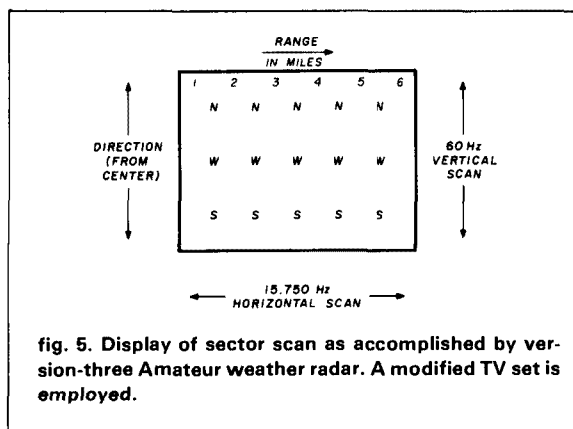 RANGE
IN MILES
1 2 3 4 5 6
N N N N N
DIRECTION
(FROM
CENTER)
W W W W W
60 Hz
VERTICAL
SCAN
S S S S S
15.750 Hz
HORIZONTAL SCAN
fig. 5. Display of sector scan as accomplished by ver-
sion-three Amateur weather radar. A modified TV set is
employed.